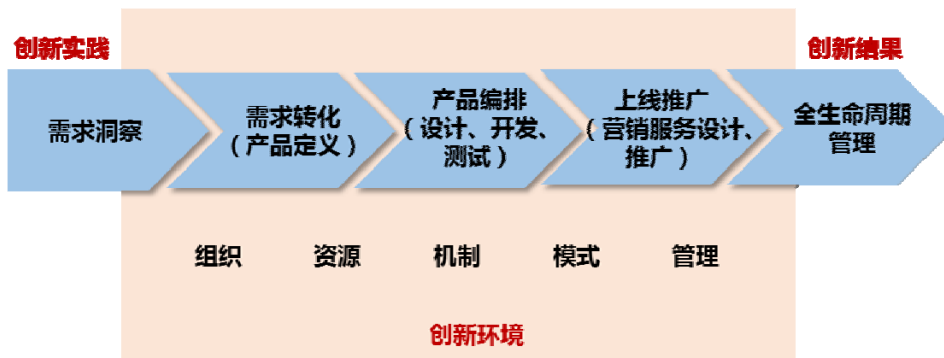 创新实践
创新结果
需求洞察
需求转化
（产品定义）
产品编排
（设计、开发、
测试）
上线推广
（营销服务设计、
推广）
全生命周期
管理
组织 资源 机制 模式 管理
创新环境